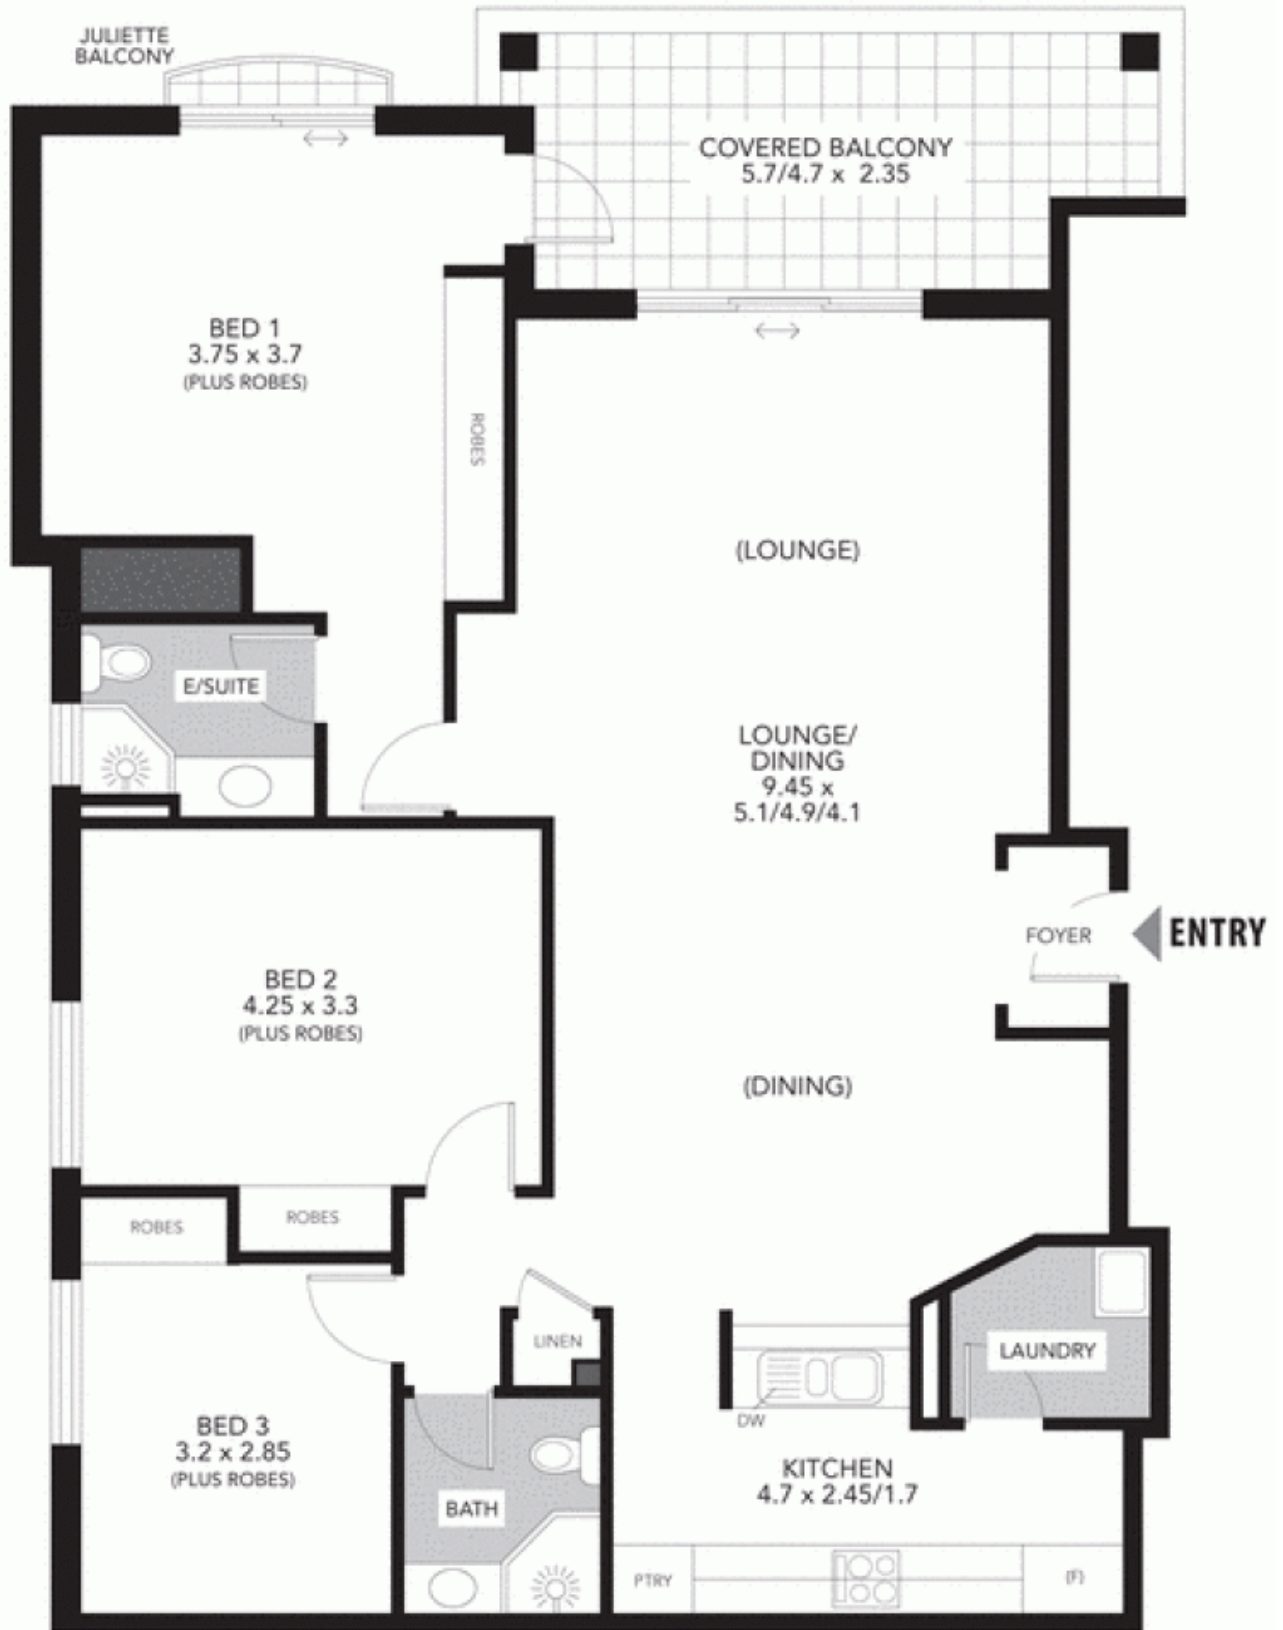 JULIETTE
BALCONY
COVERED BALCONY
5.7/4.7 x 2.35
BED 1
3.75 x 3.7
(PLUS ROBES)
ROBES
(LOUNGE)
E/SUITE
LOUNGE/
DINING
9.45 x
5.1/4.9/4.1
FOYER
ENTRY
BED 2
4.25 x 3.3
(PLUS ROBES)
(DINING)
ROBES
ROBES
LINEN
LAUNDRY
DW
BED 3
3.2 x 2.85
(PLUS ROBES)
KITCHEN
4.7 x 2.45/1.7
BATH
PTRY
(F)